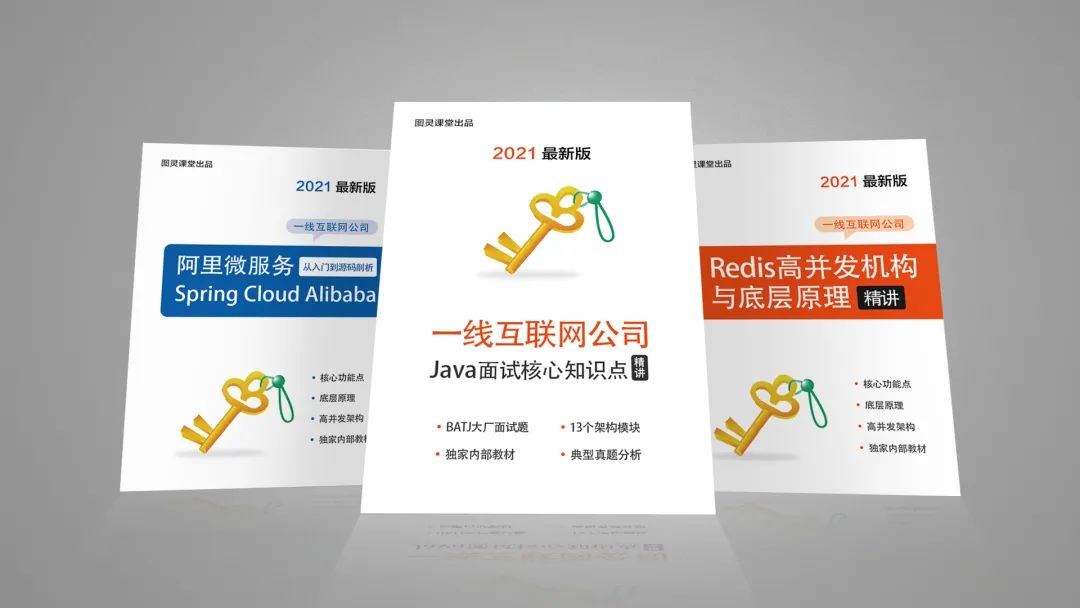 图灵课堂出品
2021 最新版
一线互联网公司
阿里微服务 从入门到源码剖析
Spring Cloud Alibaba
• 核心功能点
• 底层原理
• 高并发架构
• 独家内部教材
图灵课堂出品
2021 最新版
一线互联网公司
Java面试核心知识点 精讲
• BATJ大厂面试题
• 13个架构模块
• 独家内部教材
• 典型真题分析
灵课堂出品
2021 最新版
一线互联网公司
Redis高并发机构
与底层原理 精讲
• 核心功能点
• 底层原理
• 高并发架构
• 独家内部教材